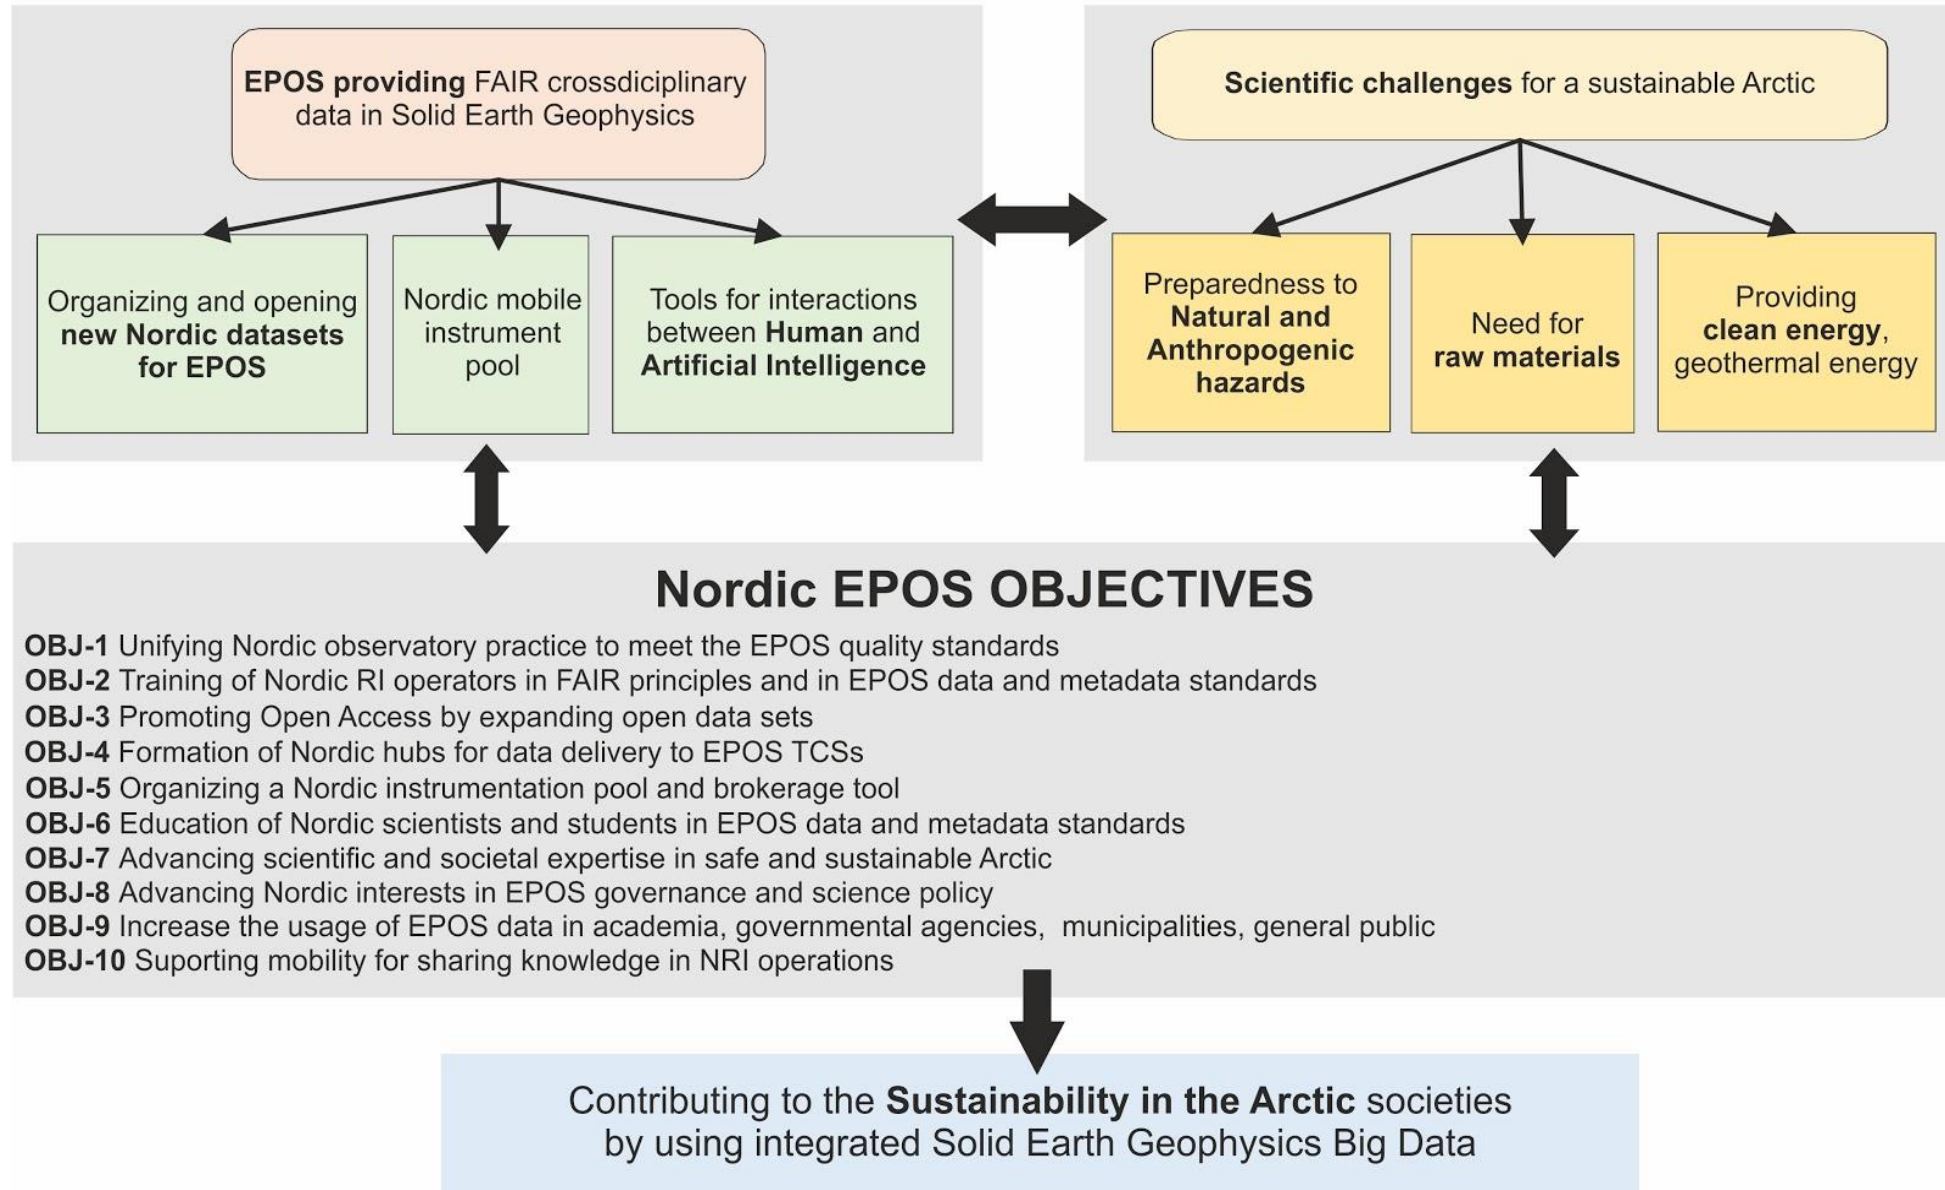 EPOS providing FAIR crossdiciplinary
data in Solid Earth Geophysics
Organizing and opening
new Nordic datasets
for EPOS
Nordic mobile
instrument
pool
Tools for interactions
between Human and
Artificial Intelligence
Scientific challenges for a sustainable Arctic
Preparedness to
Natural and
Anthropogenic
hazards
Need for
raw materials
Providing
clean energy,
geothermal energy
Nordic EPOS OBJECTIVES
OBJ-1 Unifying Nordic observatory practice to meet the EPOS quality standards
OBJ-2 Training of Nordic RI operators in FAIR principles and in EPOS data and metadata standards
OBJ-3 Promoting Open Access by expanding open data sets
OBJ-4 Formation of Nordic hubs for data delivery to EPOS TCSs
OBJ-5 Organizing a Nordic instrumentation pool and brokerage tool
OBJ-6 Education of Nordic scientists and students in EPOS data and metadata standards
OBJ-7 Advancing scientific and societal expertise in safe and sustainable Arctic
OBJ-8 Advancing Nordic interests in EPOS governance and science policy
OBJ-9 Increase the usage of EPOS data in academia, governmental agencies,  municipalities, general public
OBJ-10 Suporting mobility for sharing knowledge in NRI operations
Contributing to the Sustainability in the Arctic societies
by using integrated Solid Earth Geophysics Big Data